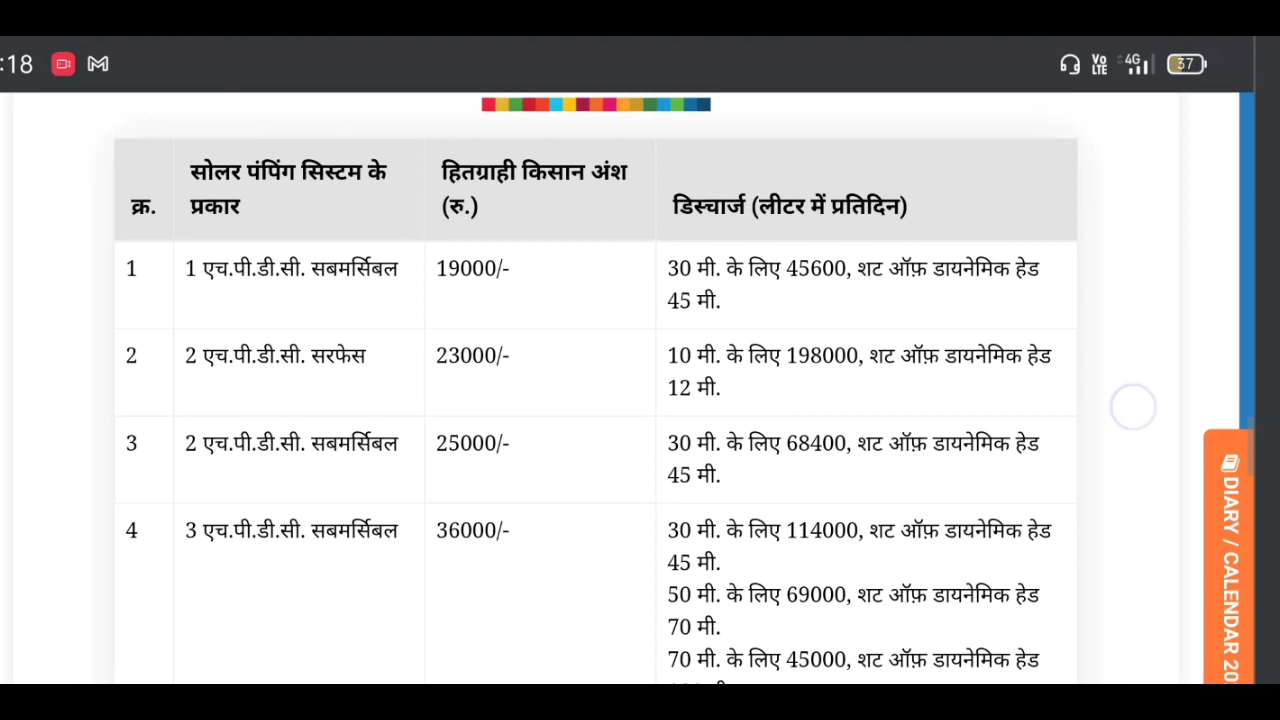 :18
Vo LTE 4G 37
क्र.
सोलर पंपिंग सिस्टम के
प्रकार
हितग्राही किसान अंश
(रु.)
डिस्चार्ज (लीटर में प्रतिदिन)
1
1 एच.पी.डी.सी. सबमर्सिबल
19000/-
30 मी. के लिए 45600, शट ऑफ़ डायनेमिक हेड
45 मी.
2
2 एच.पी.डी.सी. सरफेस
23000/-
10 मी. के लिए 198000, शट ऑफ़ डायनेमिक हेड
12 मी.
3
2 एच.पी.डी.सी. सबमर्सिबल
25000/-
30 मी. के लिए 68400, शट ऑफ़ डायनेमिक हेड
45 मी.
4
3 एच.पी.डी.सी. सबमर्सिबल
36000/-
30 मी. के लिए 114000, शट ऑफ़ डायनेमिक हेड
45 मी.
50 मी. के लिए 69000, शट ऑफ़ डायनेमिक हेड
70 मी.
70 मी. के लिए 45000, शट ऑफ़ डायनेमिक हेड
DIARY / CALENDAR 20